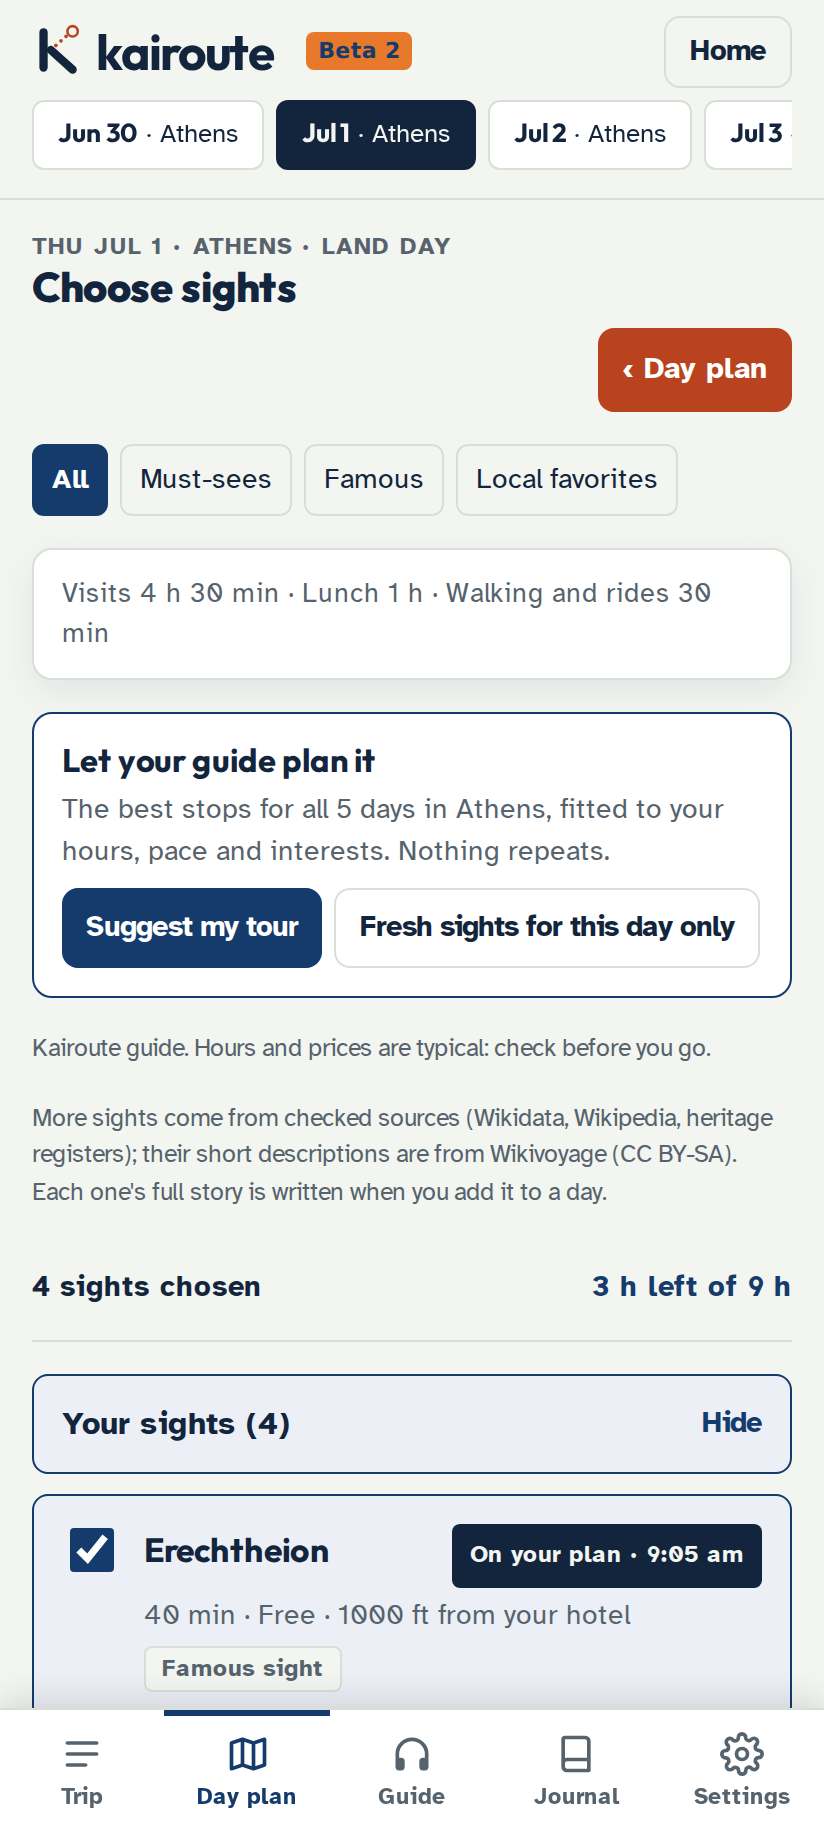 kairoute
Beta 2
Home
Jun 30 · Athens
Jul 1 · Athens
Jul 2 · Athens
Jul 3 ·
THU JUL 1 · ATHENS · LAND DAY
Choose sights
‹ Day plan
All
Must-sees
Famous
Local favorites
Visits 4 h 30 min · Lunch 1 h · Walking and rides 30
min
Let your guide plan it
The best stops for all 5 days in Athens, fitted to your
hours, pace and interests. Nothing repeats.
Suggest my tour
Fresh sights for this day only
Kairoute guide. Hours and prices are typical: check before you go.
More sights come from checked sources (Wikidata, Wikipedia, heritage
registers); their short descriptions are from Wikivoyage (CC BY-SA).
Each one's full story is written when you add it to a day.
4 sights chosen
3 h left of 9 h
Your sights (4)
Hide
Erechtheion
On your plan · 9:05 am
40 min · Free · 1000 ft from your hotel
Famous sight
Trip
Day plan
Guide
Journal
Settings